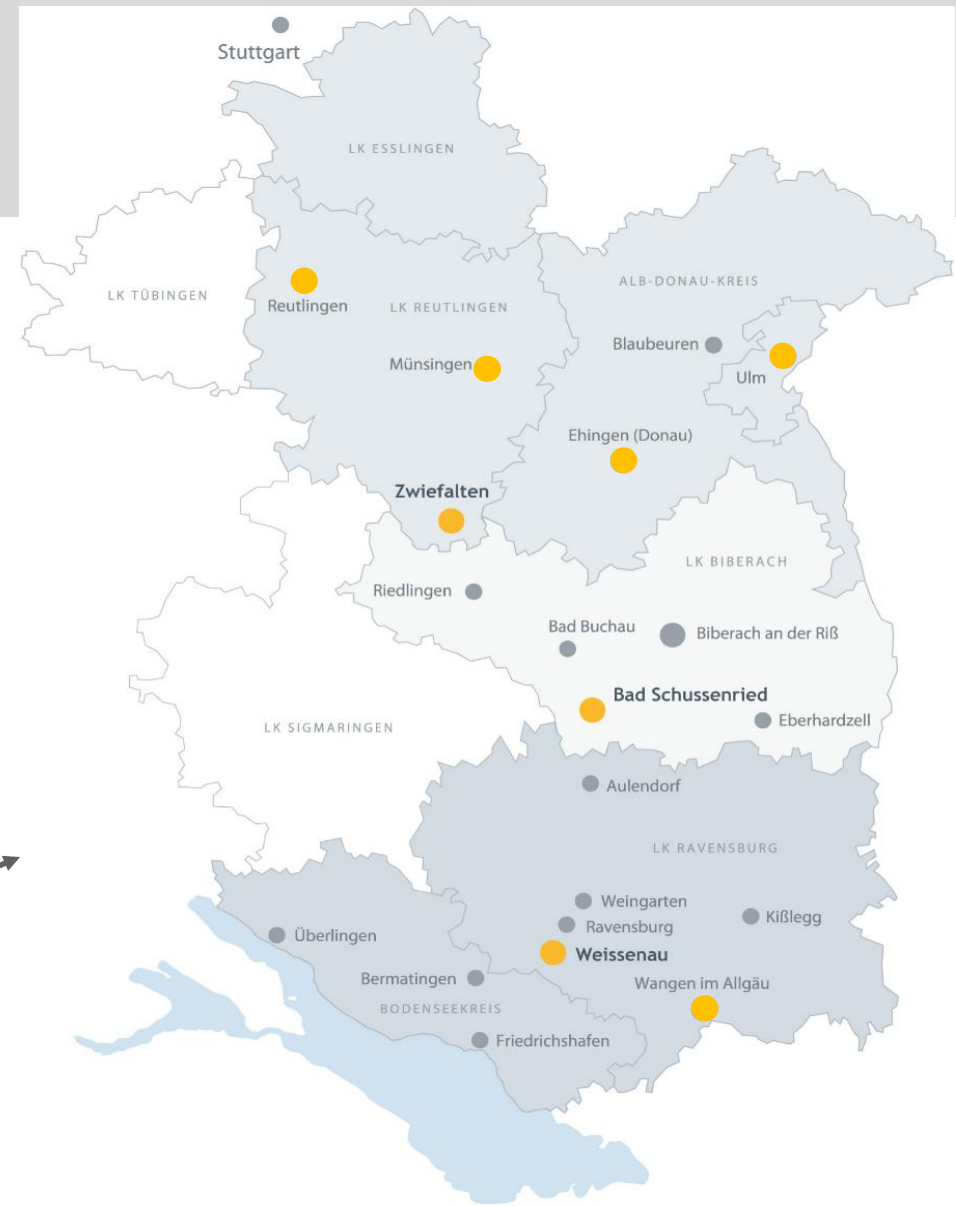 Stuttgart
LK ESSLINGEN
ALB-DONAU-KREIS
LK TÜBINGEN
Reutlingen
LK REUTLINGEN
Blaubeuren
Münsingen
Ulm
Ehingen (Donau)
Zwiefalten
LK BIBERACH
Riedlingen
Bad Buchau
Biberach an der Riß
Bad Schussenried
Eberhardzell
LK SIGMARINGEN
Aulendorf
LK RAVENSBURG
Weingarten
Kißlegg
Ravensburg
Überlingen
Weissenau
Bermatingen
Wangen im Allgäu
BODENSEEKREIS
Friedrichshafen